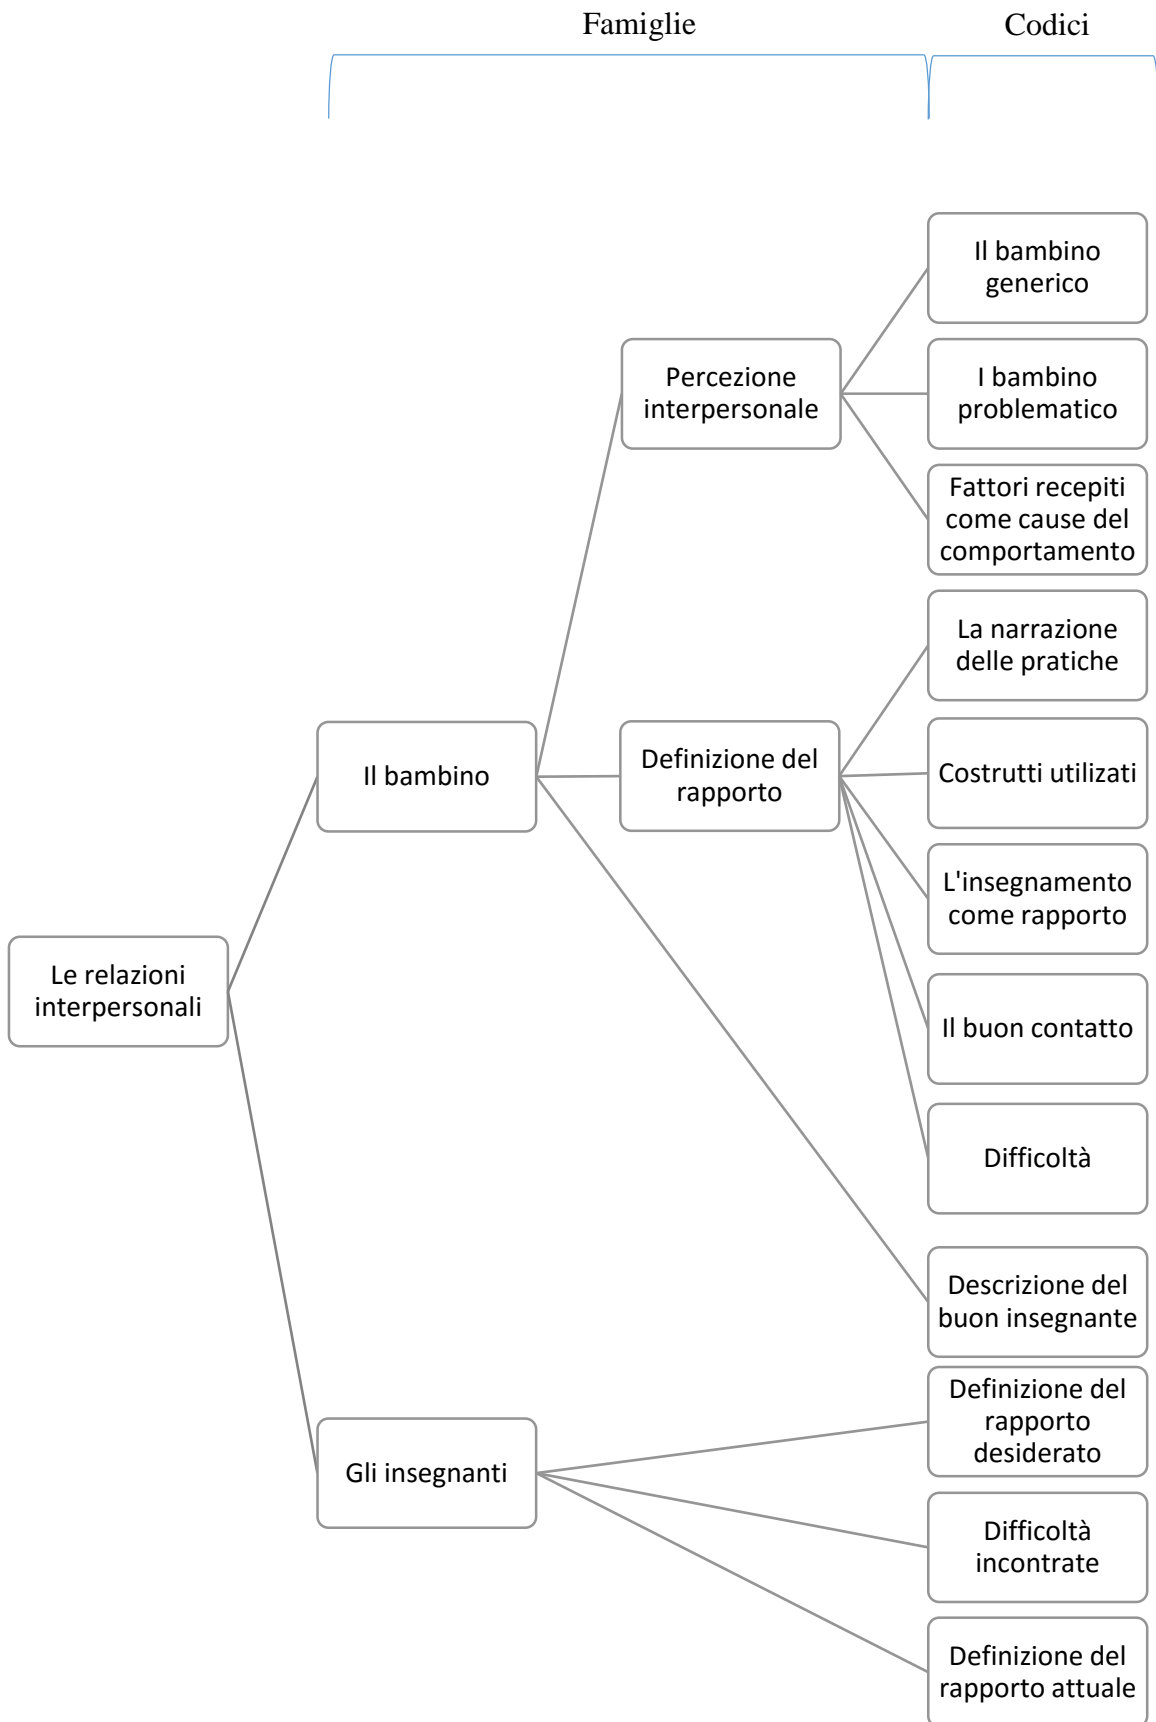 Famiglie
Codici
Il bambino
generico
Percezione
interpersonale
I bambino
problematico
Fattori recepiti
come cause del
comportamento
La narrazione
delle pratiche
Il bambino
Definizione del
rapporto
Costrutti utilizati
L'insegnamento
come rapporto
Le relazioni
interpersonali
Il buon contatto
Difficoltà
Descrizione del
buon insegnante
Definizione del
rapporto
desiderato
Gli insegnanti
Difficoltà
incontrate
Definizione del
rapporto attuale